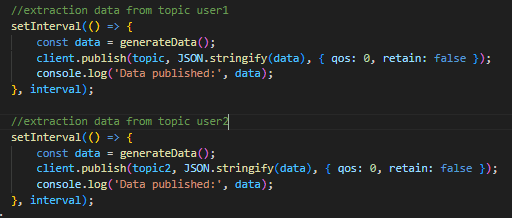 //extraction data from topic user1
setInterval(() => {
    const data = generateData();
    client.publish(topic, JSON.stringify(data), { qos: 0, retain: false });
    console.log('Data published:', data);
}, interval);

//extraction data from topic user2
setInterval(() => {
    const data = generateData();
    client.publish(topic2, JSON.stringify(data), { qos: 0, retain: false });
    console.log('Data published:', data);
}, interval);